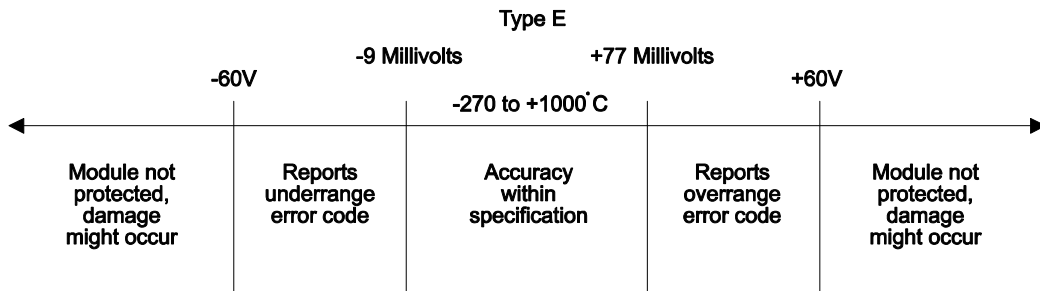 Type E
-9 Millivolts
+77 Millivolts
-60V
+60V
-270 to +1000°C
Module not
protected,
damage
might occur
Reports
underrange
error code
Accuracy
within
specification
Reports
overrange
error code
Module not
protected,
damage
might occur